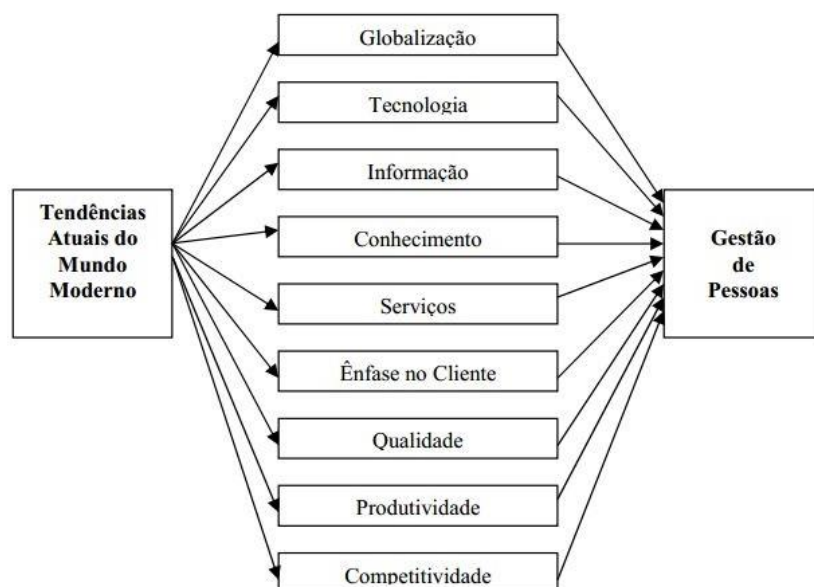 Globalização
Tecnologia
Informação
Conhecimento
Serviços
Ênfase no Cliente
Qualidade
Produtividade
Competitividade
Tendências
Atuais do
Mundo
Moderno
Gestão
de
Pessoas